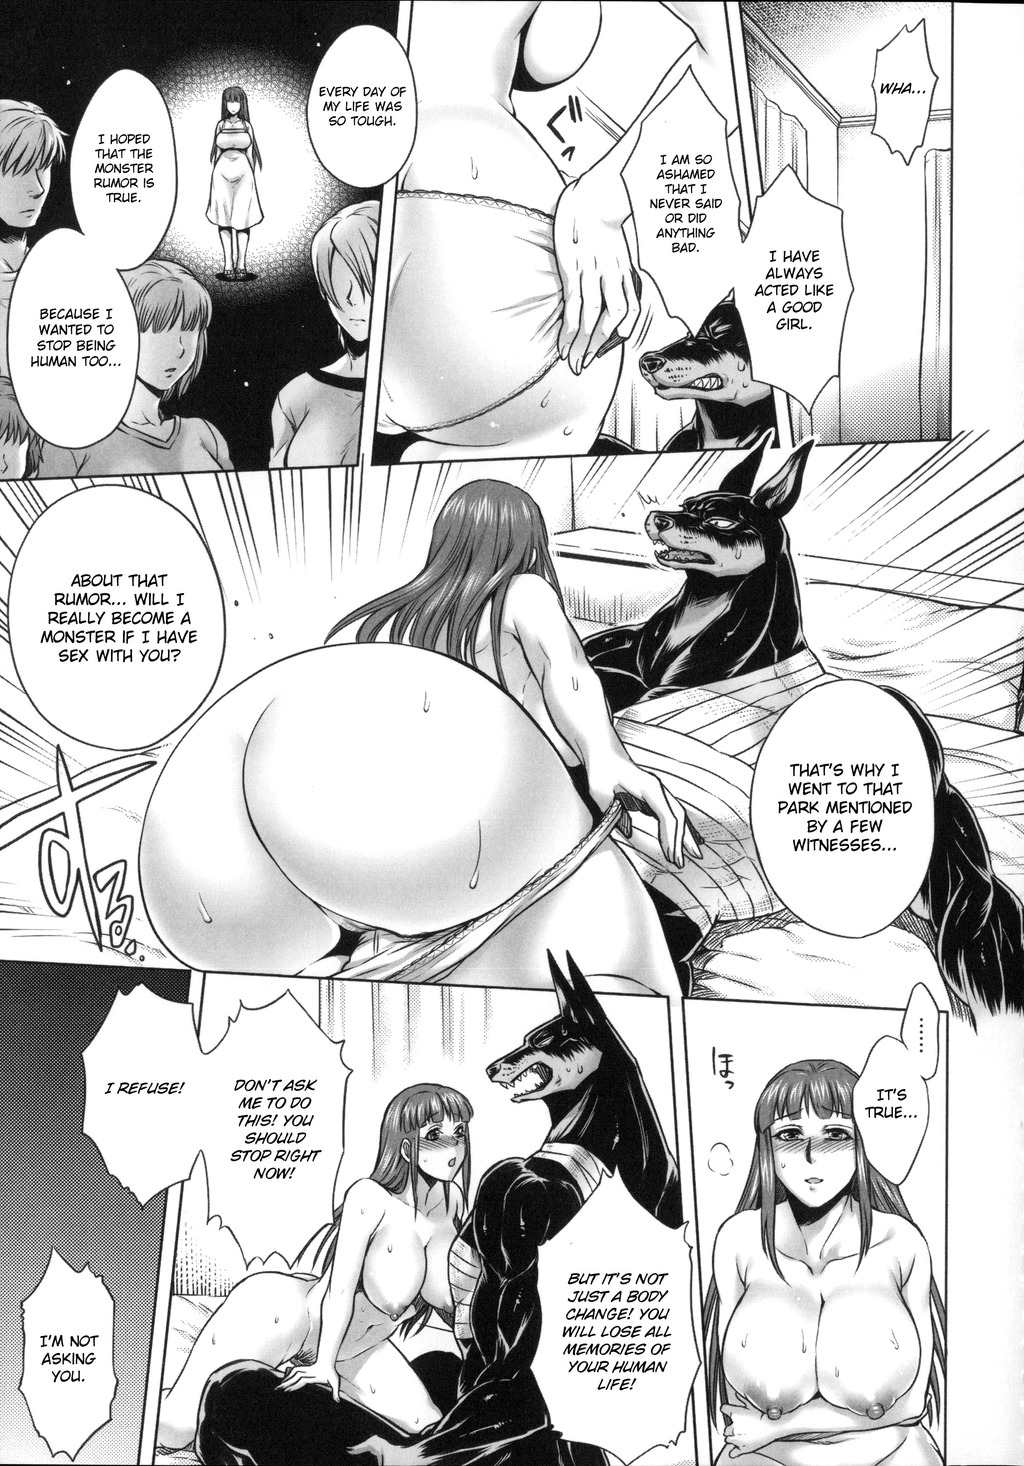 WHA...
I HAVE
ALWAYS
ACTED LIKE
A GOOD
GIRL.
I AM SO
ASHAMED
THAT I
NEVER SAID
OR DID
ANYTHING
BAD.
EVERY DAY OF
MY LIFE WAS
SO TOUGH.
I HOPED
THAT THE
MONSTER
RUMOR IS
TRUE.
BECAUSE I
WANTED TO
STOP BEING
HUMAN TOO...
THAT'S WHY I
WENT TO THAT
PARK MENTIONED
BY A FEW
WITNESSES...
ABOUT THAT
RUMOR... WILL I
REALLY BECOME A
MONSTER IF I HAVE
SEX WITH YOU?
.......
IT'S
TRUE...
ほっ
BUT IT'S NOT
JUST A BODY
CHANGE! YOU
WILL LOSE ALL
MEMORIES OF
YOUR HUMAN
LIFE!
DON'T ASK
ME TO DO
THIS! YOU
SHOULD
STOP RIGHT
NOW!
I REFUSE!
I'M NOT
ASKING
YOU.